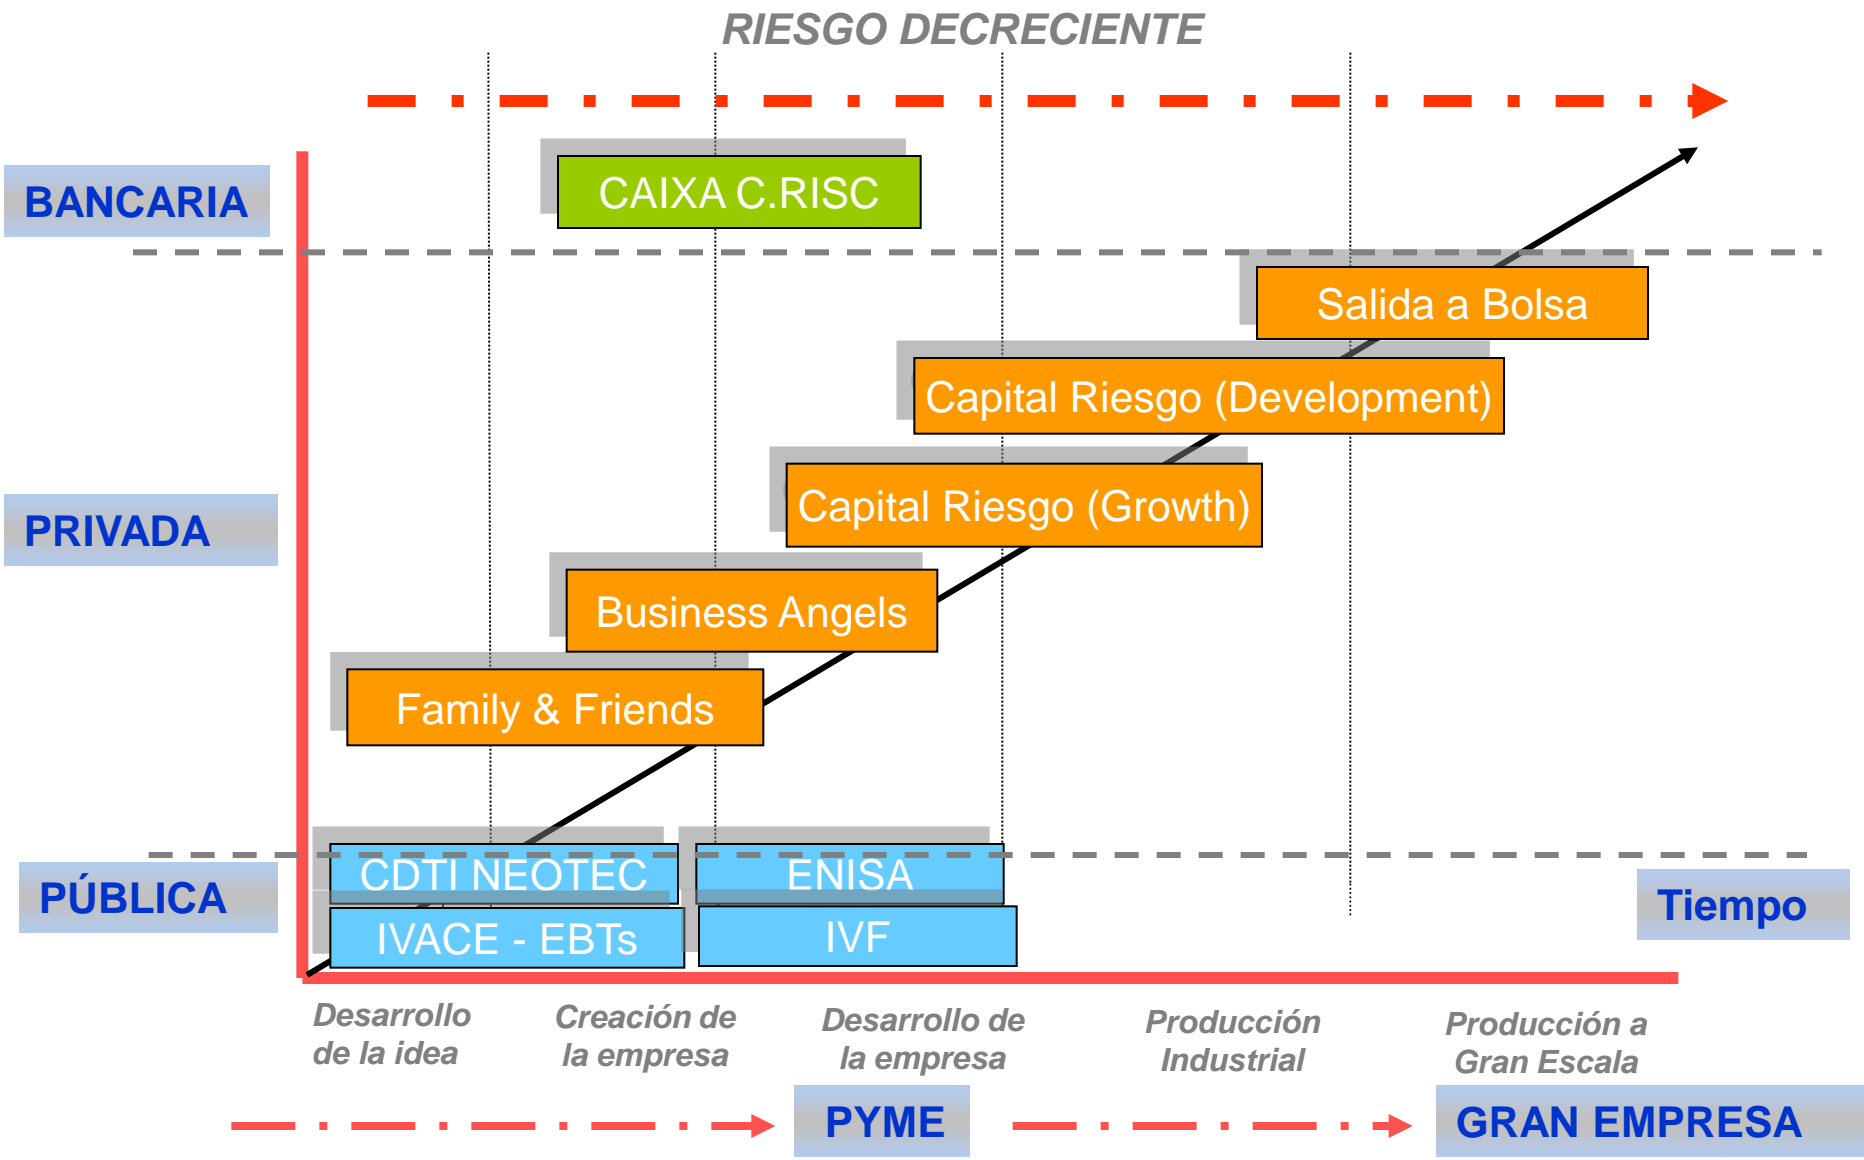 RIESGO DECRECIENTE
BANCARIA
CAIXA C.RISC
Salida a Bolsa
Capital Riesgo (Development)
PRIVADA
Capital Riesgo (Growth)
Business Angels
Family & Friends
PÚBLICA
CDTI NEOTEC
ENISA
Tiempo
IVACE - EBTs
IVF
Desarrollo
de la idea
Creación de
la empresa
Desarrollo de
la empresa
Producción
Industrial
Producción a
Gran Escala
PYME
GRAN EMPRESA